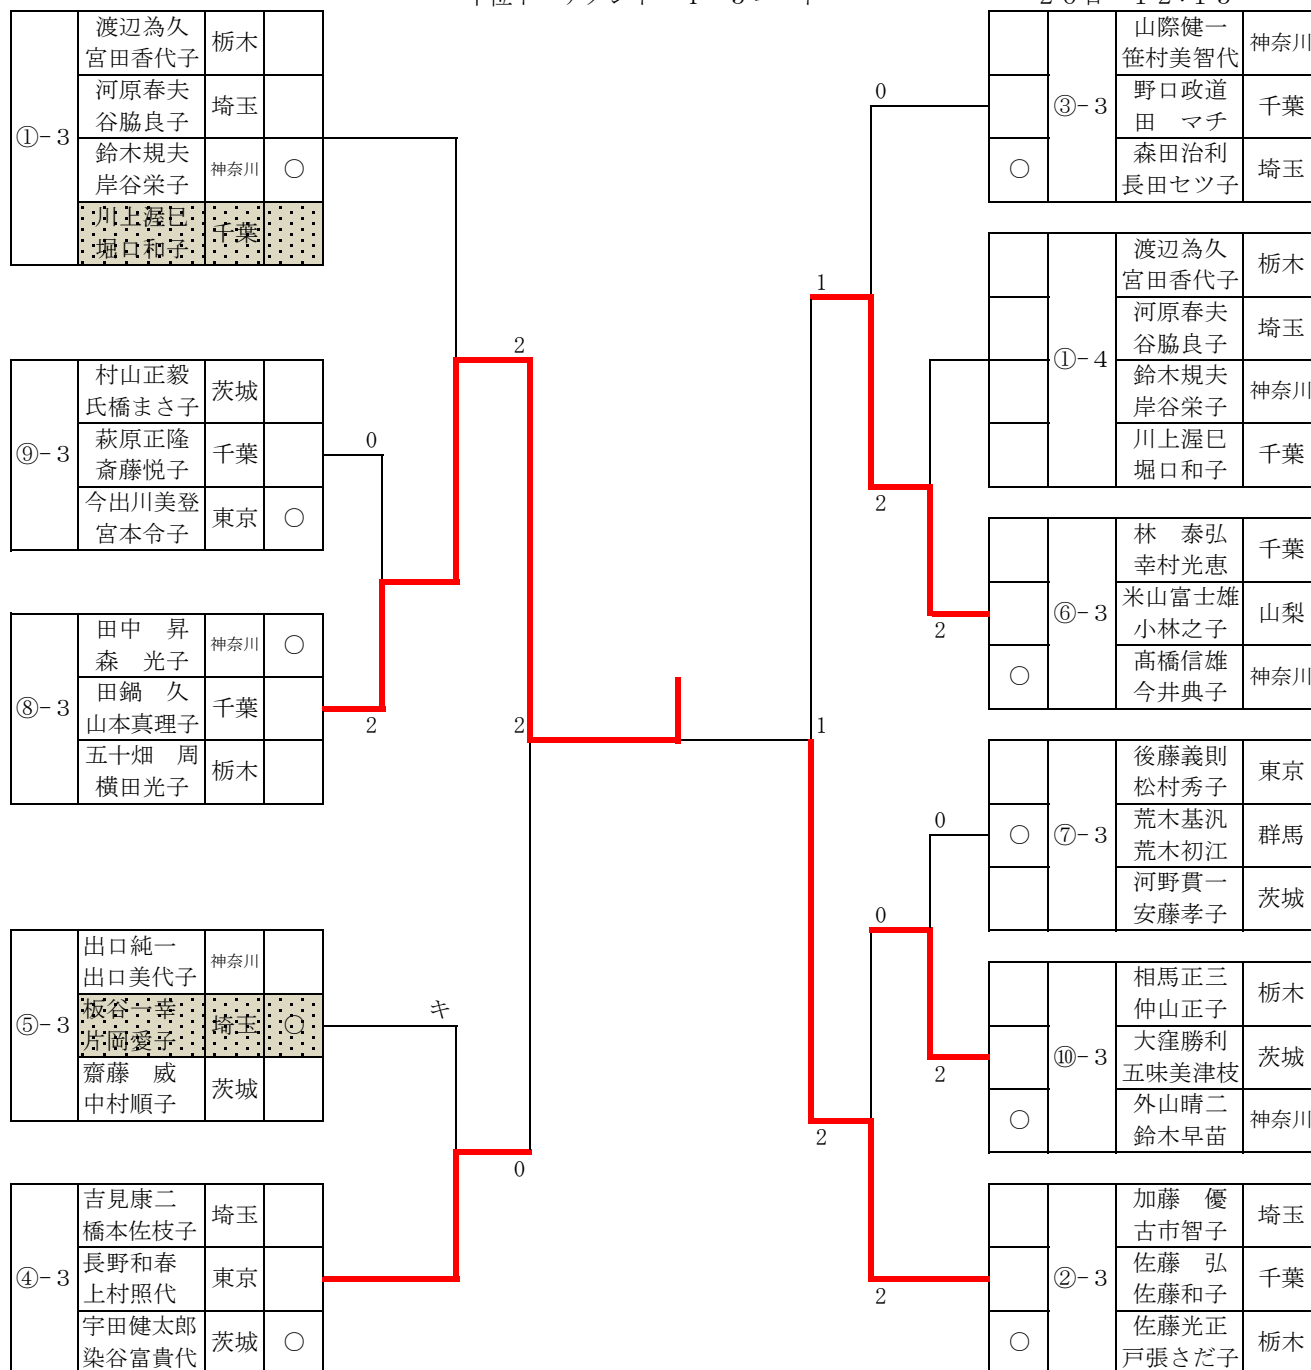 ①-3
渡辺為久 宮田香代子 栃木
河原春夫 谷脇良子 埼玉
鈴木規夫 岸谷栄子 神奈川 ○
川上渥巳 堀口和子 千葉
⑨-3
村山正毅 氏橋まさ子 茨城
萩原正隆 斎藤悦子 千葉
今出川美登 宮本令子 東京 ○
⑧-3
田中 昇 森 光子 神奈川 ○
田鍋 久 山本真理子 千葉
五十畑 周 横田光子 栃木
⑤-3
出口純一 出口美代子 神奈川
板谷一幸 片岡愛子 埼玉 ○
齋藤 威 中村順子 茨城
④-3
吉見康二 橋本佐枝子 埼玉
長野和春 上村照代 東京
宇田健太郎 染谷富貴代 茨城 ○
0
2
2
2
キ
0
0
1
2
2
1
0
0
2
2
2
③-3
山際健一 笹村美智代 神奈川
野口政道 田 マチ 千葉
○ 森田治利 長田セツ子 埼玉
①-4
渡辺為久 宮田香代子 栃木
河原春夫 谷脇良子 埼玉
鈴木規夫 岸谷栄子 神奈川
川上渥巳 堀口和子 千葉
⑥-3
林 泰弘 幸村光恵 千葉
米山富士雄 小林之子 山梨
○ 髙橋信雄 今井典子 神奈川
⑦-3
後藤義則 松村秀子 東京
○ 荒木基汎 荒木初江 群馬
河野貫一 安藤孝子 茨城
⑩-3
相馬正三 仲山正子 栃木
大窪勝利 五味美津枝 茨城
○ 外山晴二 鈴木早苗 神奈川
②-3
加藤 優 古市智子 埼玉
佐藤 弘 佐藤和子 千葉
○ 佐藤光正 戸張さだ子 栃木